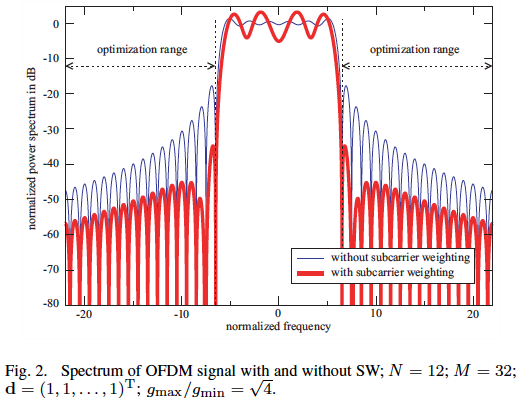 0
-10
-20
-30
-40
-50
-60
-70
-80
normalized power spectrum in dB
optimization range
optimization range
without subcarrier weighting
with subcarrier weighting
-20
-10
0
10
20
normalized frequency
Fig. 2. Spectrum of OFDM signal with and without SW; N = 12; M = 32;
d = (1, 1, . . . , 1)ᵀ; gmax/gmin = √4.